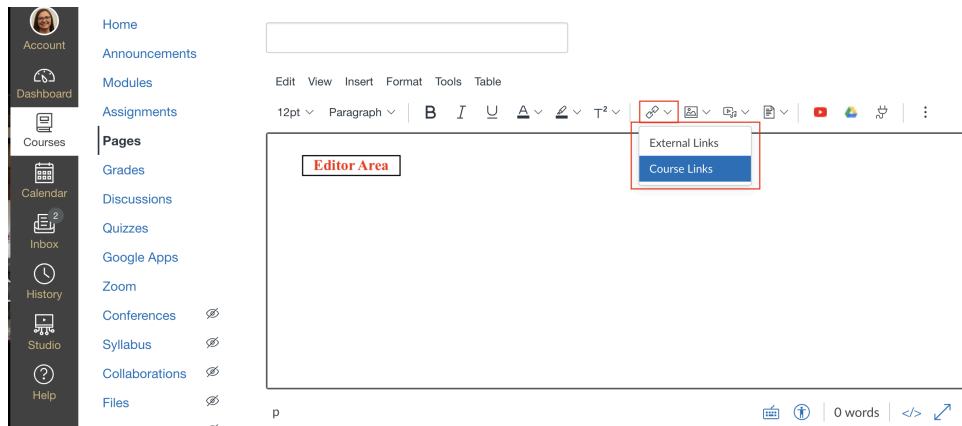 Account
Dashboard
Courses
Calendar
2
Inbox
History
Studio
Help
Home
Announcements
Modules
Assignments
Pages
Grades
Discussions
Quizzes
Google Apps
Zoom
Conferences
Syllabus
Collaborations
Files
Edit View Insert Format Tools Table
12pt Paragraph B I U A T²
External Links
Course Links
Editor Area
p
0 words </>